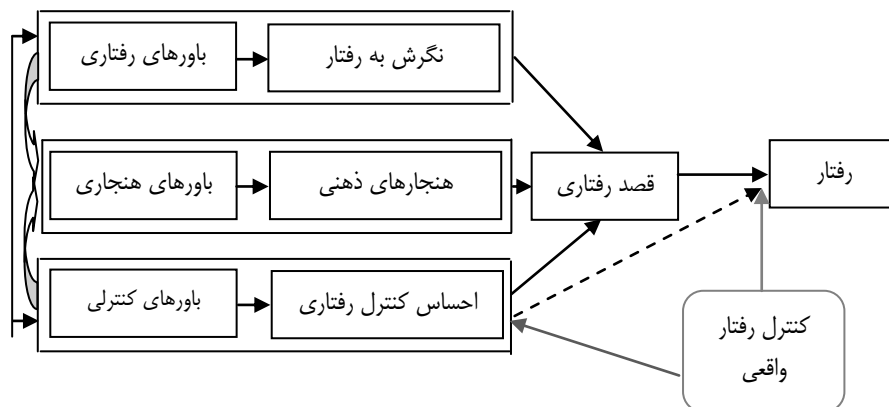 باورهای رفتاری
نگرش به رفتار
باورهای هنجاری
هنجارهای ذهنی
قصد رفتاری
رفتار
باورهای کنترلی
احساس کنترل رفتاری
کنترل رفتار
واقعی